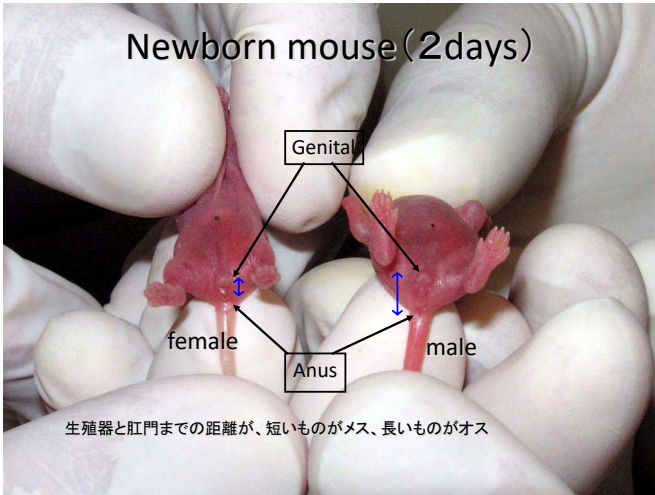 Newborn mouse（２days）
Genital
female
male
Anus
生殖器と肛門までの距離が、短いものがメス、長いものがオス